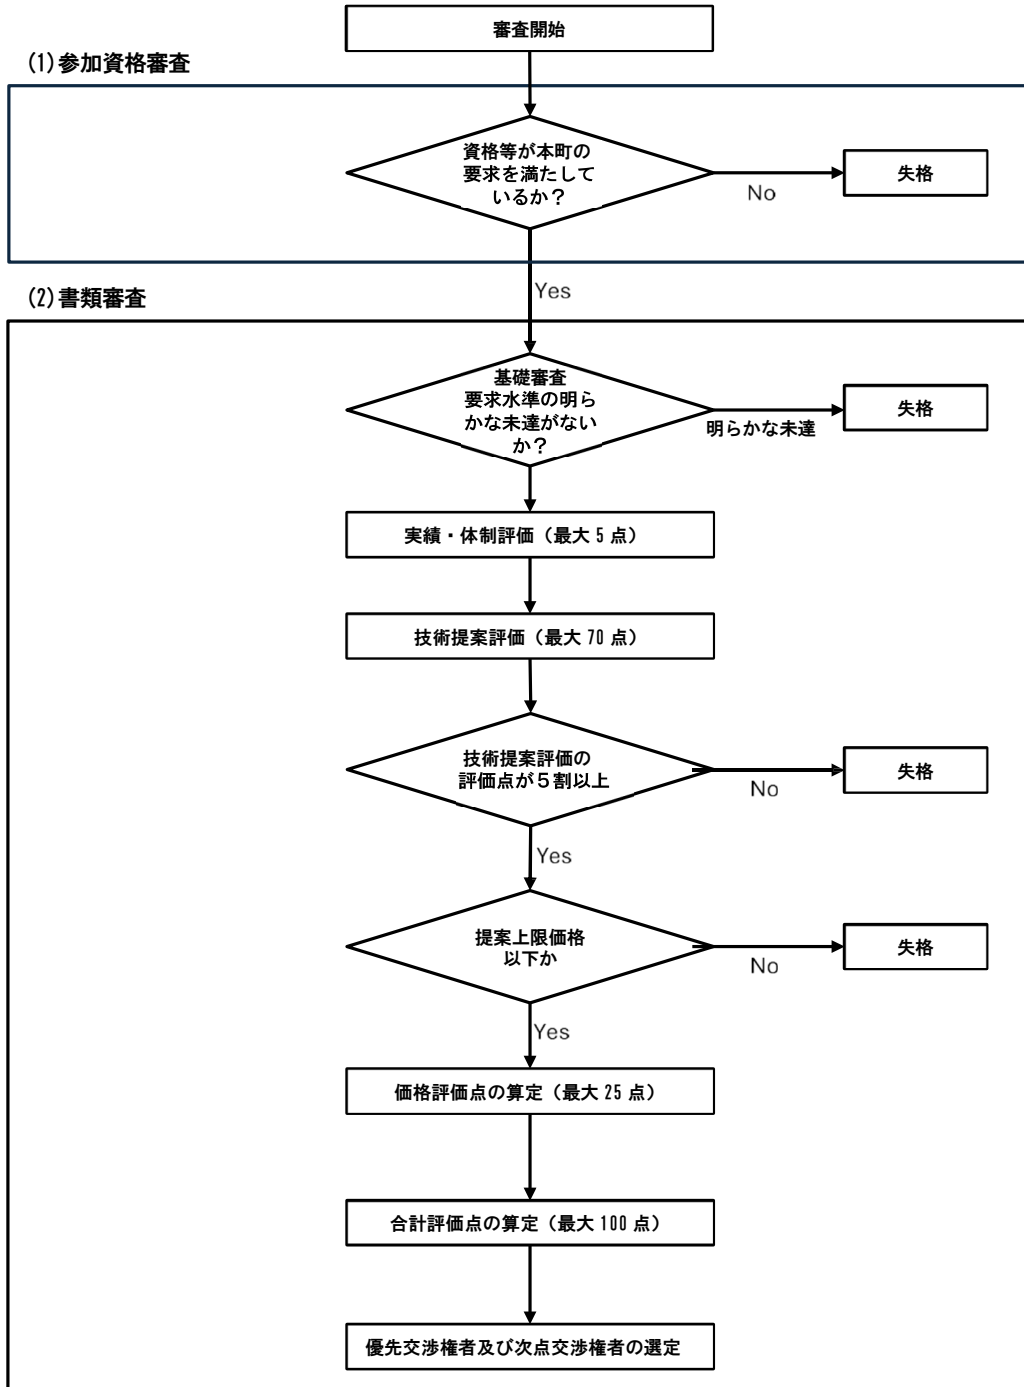 審査開始
(1)参加資格審査
資格等が本町の
要求を満たして
いるか？
No
失格
Yes
(2)書類審査
基礎審査
要求水準の明ら
かな未達がない
か？
明らかな未達
失格
実績・体制評価（最大 5 点）
技術提案評価（最大 70 点）
技術提案評価の
評価点が５割以上
No
失格
Yes
提案上限価格
以下か
No
失格
Yes
価格評価点の算定（最大 25 点）
合計評価点の算定（最大 100 点）
優先交渉権者及び次点交渉権者の選定